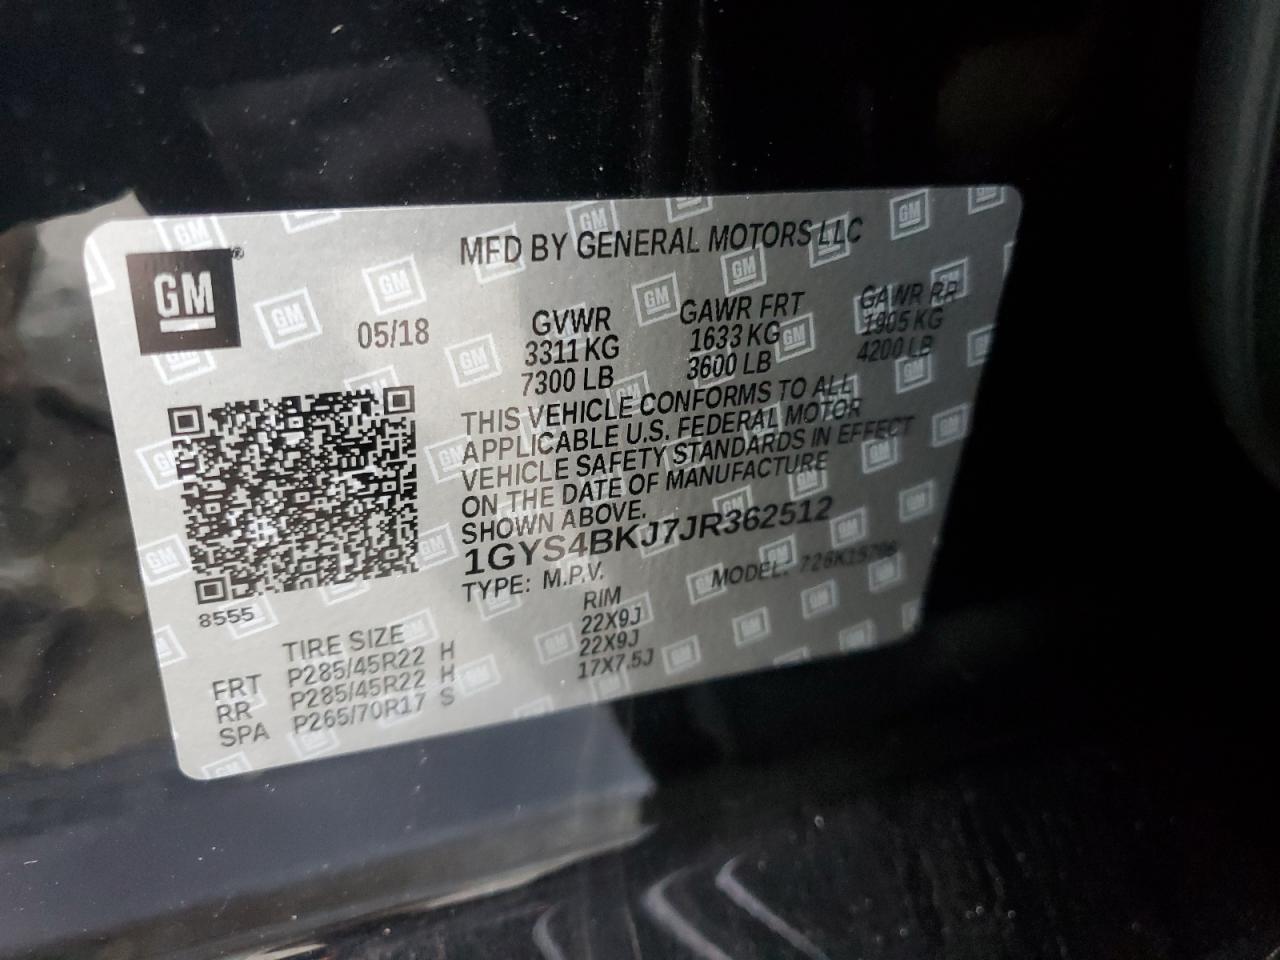 GM®
MFD BY GENERAL MOTORS LLC
05/18
GVWR GAWR FRT GAWR RR
3311 KG 1633 KG 1905 KG
7300 LB 3600 LB 4200 LB
THIS VEHICLE CONFORMS TO ALL
APPLICABLE U.S. FEDERAL MOTOR
VEHICLE SAFETY STANDARDS IN EFFECT
ON THE DATE OF MANUFACTURE
SHOWN ABOVE.
1GYS4BKJ7JR362512
TYPE: M.P.V. MODEL:
8555
TIRE SIZE RIM
FRT P285/45R22 H 22X9J
RR P285/45R22 H 22X9J
SPA P265/70R17 S 17X7.5J